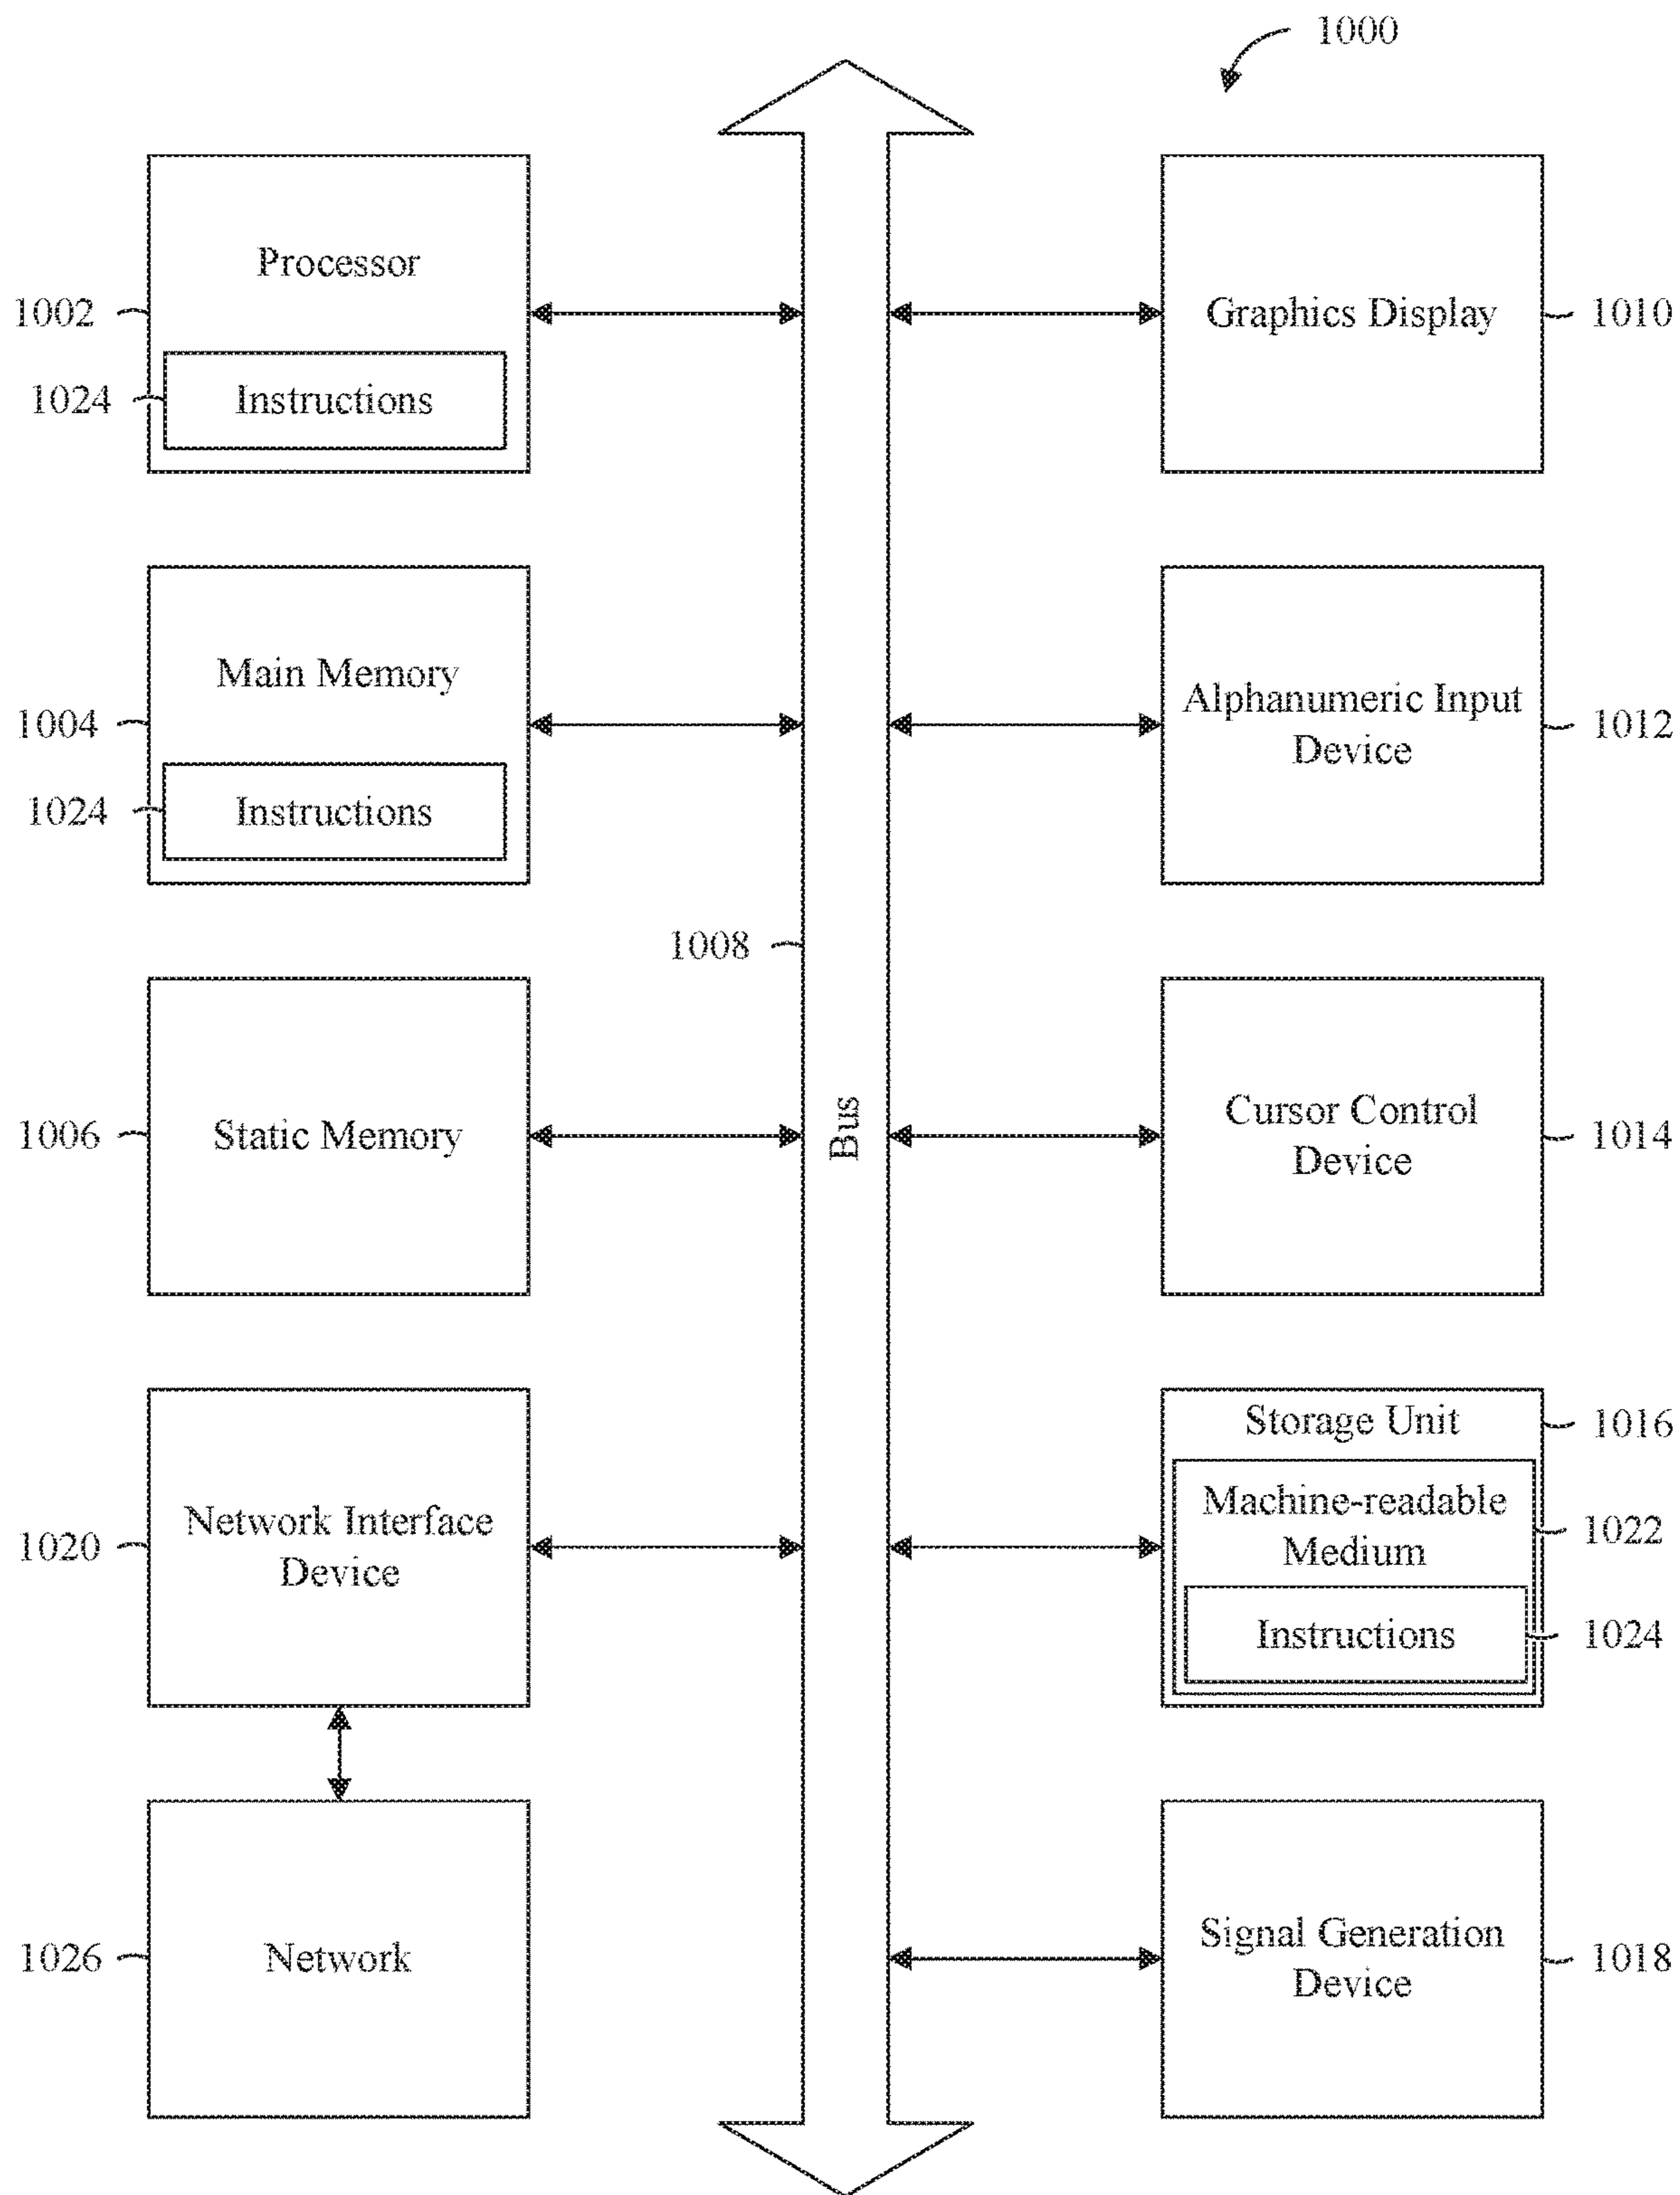 1000
Processor
1002
1024
Instructions
Graphics Display
1010
Main Memory
1004
1024
Instructions
Alphanumeric Input
Device
1012
1008
Bus
Static Memory
1006
Cursor Control
Device
1014
Network Interface
Device
1020
Storage Unit
1016
Machine-readable
Medium
1022
Instructions
1024
Network
1026
Signal Generation
Device
1018